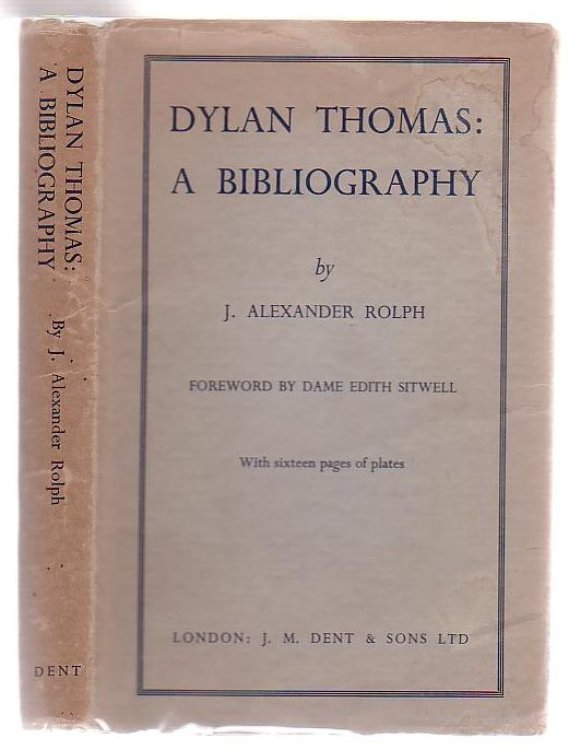 DYLAN THOMAS:
A BIBLIOGRAPHY
By J. Alexander Rolph
DENT
DYLAN THOMAS:
A BIBLIOGRAPHY
by
J. ALEXANDER ROLPH
FOREWORD BY DAME EDITH SITWELL
With sixteen pages of plates
LONDON: J. M. DENT & SONS LTD